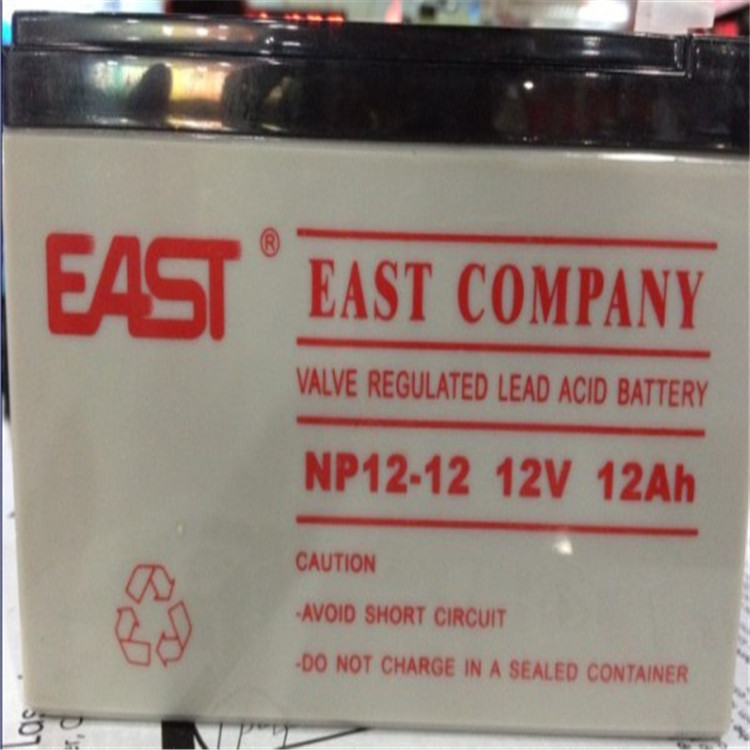 EAST ®
EAST COMPANY
VALVE REGULATED LEAD ACID BATTERY
NP12-12 12V 12Ah
CAUTION
-AVOID SHORT CIRCUIT
-DO NOT CHARGE IN A SEALED CONTAINER